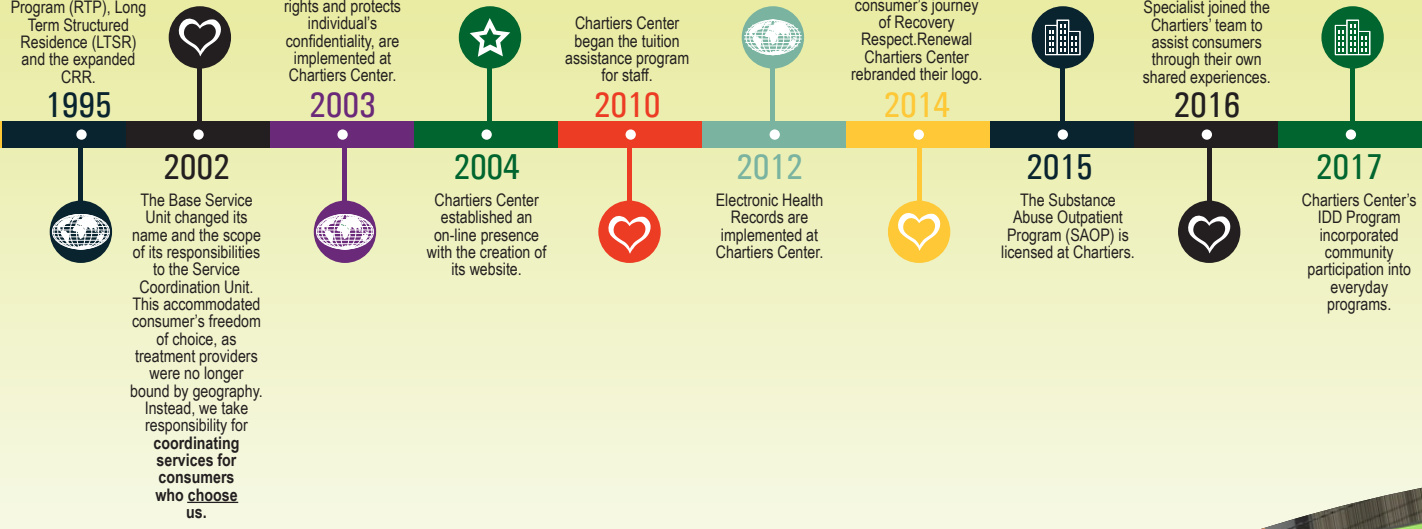 Program (RTP), Long
Term Structured
Residence (LTSR)
and the expanded
CRR.
1995
2002
The Base Service
Unit changed its
name and the scope
of its responsibilities
to the Service
Coordination Unit.
This accommodated
consumer's freedom
of choice, as
treatment providers
were no longer
bound by geography.
Instead, we take
responsibility for
coordinating
services for
consumers
who choose
us.
rights and protects
individual's
confidentiality, are
implemented at
Chartiers Center.
2003
2004
Chartiers Center
established an
on-line presence
with the creation of
its website.
Chartiers Center
began the tuition
assistance program
for staff.
2010
2012
Electronic Health
Records are
implemented at
Chartiers Center.
consumer's journey
of Recovery
Respect.Renewal
Chartiers Center
rebranded their logo.
2014
2015
The Substance
Abuse Outpatient
Program (SAOP) is
licensed at Chartiers.
Specialist joined the
Chartiers' team to
assist consumers
through their own
shared experiences.
2016
2017
Chartiers Center's
IDD Program
incorporated
community
participation into
everyday
programs.